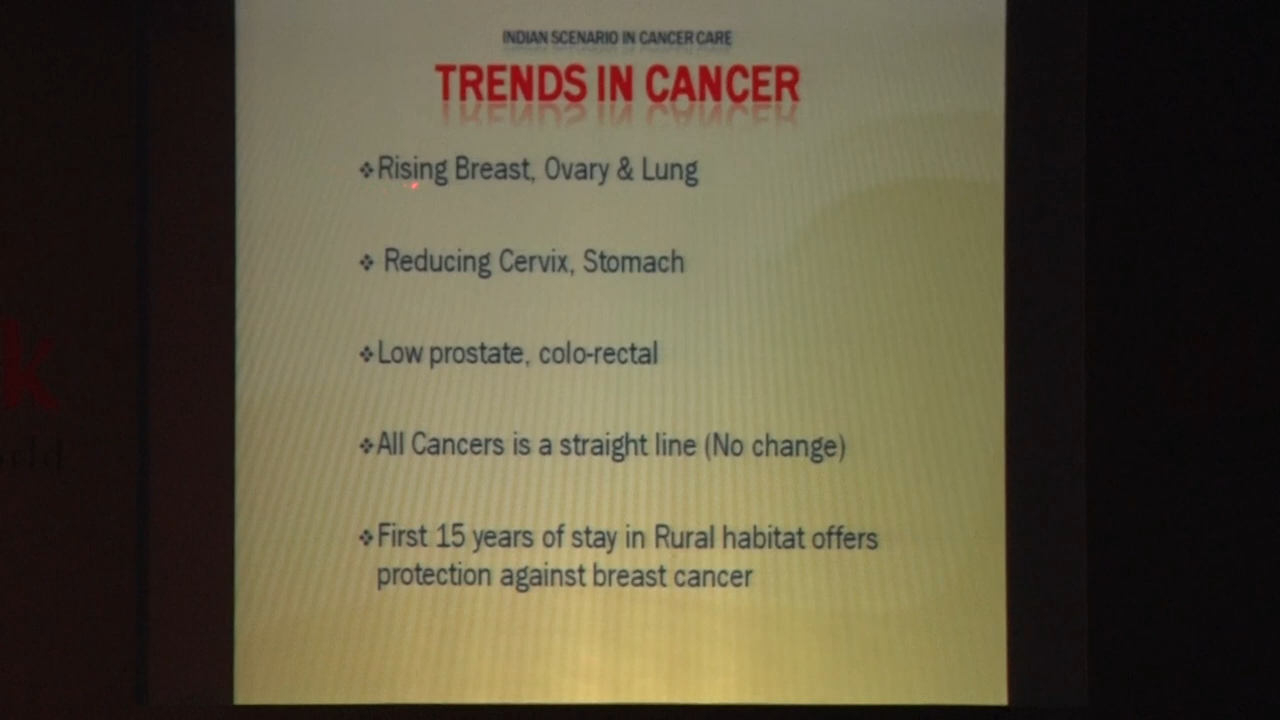 INDIAN SCENARIO IN CANCER CARE
TRENDS IN CANCER
❖Rising Breast, Ovary & Lung
❖ Reducing Cervix, Stomach
❖Low prostate, colo-rectal
❖All Cancers is a straight line (No change)
❖First 15 years of stay in Rural habitat offers
protection against breast cancer
k